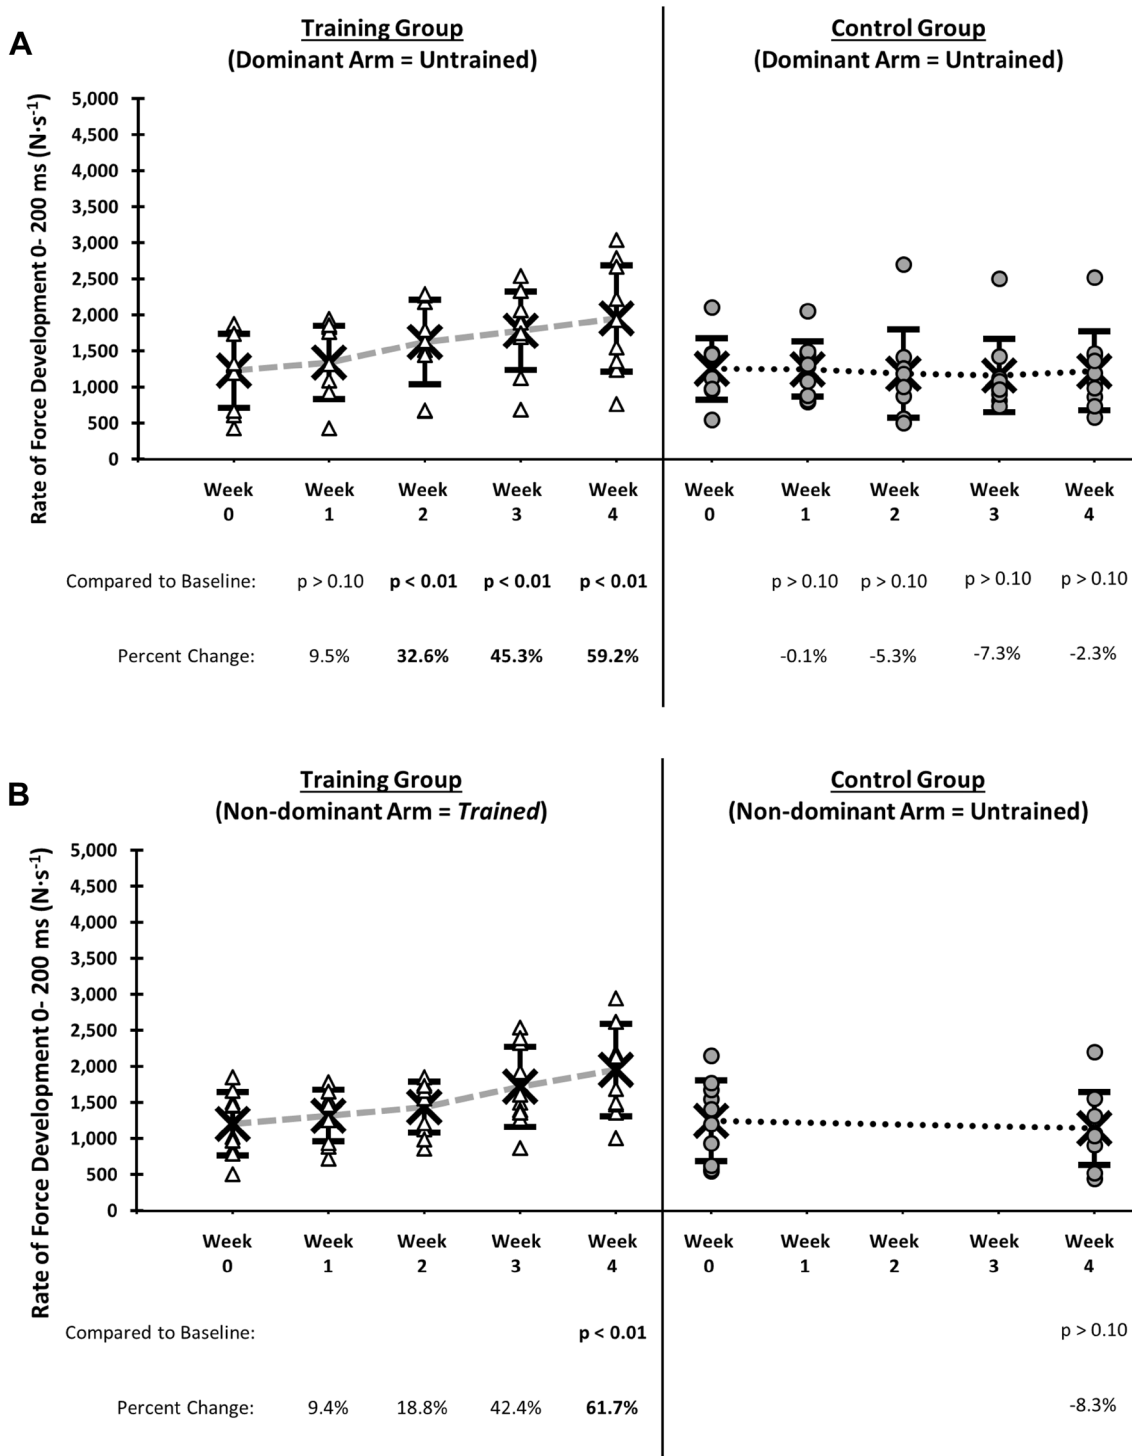 A
Training Group
(Dominant Arm = Untrained)
Control Group
(Dominant Arm = Untrained)
Rate of Force Development 0- 200 ms (N·s-1)
5,000
4,500
4,000
3,500
3,000
2,500
2,000
1,500
1,000
500
0
Week 0 Week 1 Week 2 Week 3 Week 4
Week 0 Week 1 Week 2 Week 3 Week 4
Compared to Baseline: p > 0.10 p < 0.01 p < 0.01 p < 0.01
p > 0.10 p > 0.10 p > 0.10 p > 0.10
Percent Change: 9.5% 32.6% 45.3% 59.2%
-0.1% -5.3% -7.3% -2.3%
B
Training Group
(Non-dominant Arm = Trained)
Control Group
(Non-dominant Arm = Untrained)
Rate of Force Development 0- 200 ms (N·s-1)
5,000
4,500
4,000
3,500
3,000
2,500
2,000
1,500
1,000
500
0
Week 0 Week 1 Week 2 Week 3 Week 4
Week 0 Week 1 Week 2 Week 3 Week 4
Compared to Baseline: p < 0.01
p > 0.10
Percent Change: 9.4% 18.8% 42.4% 61.7%
-8.3%